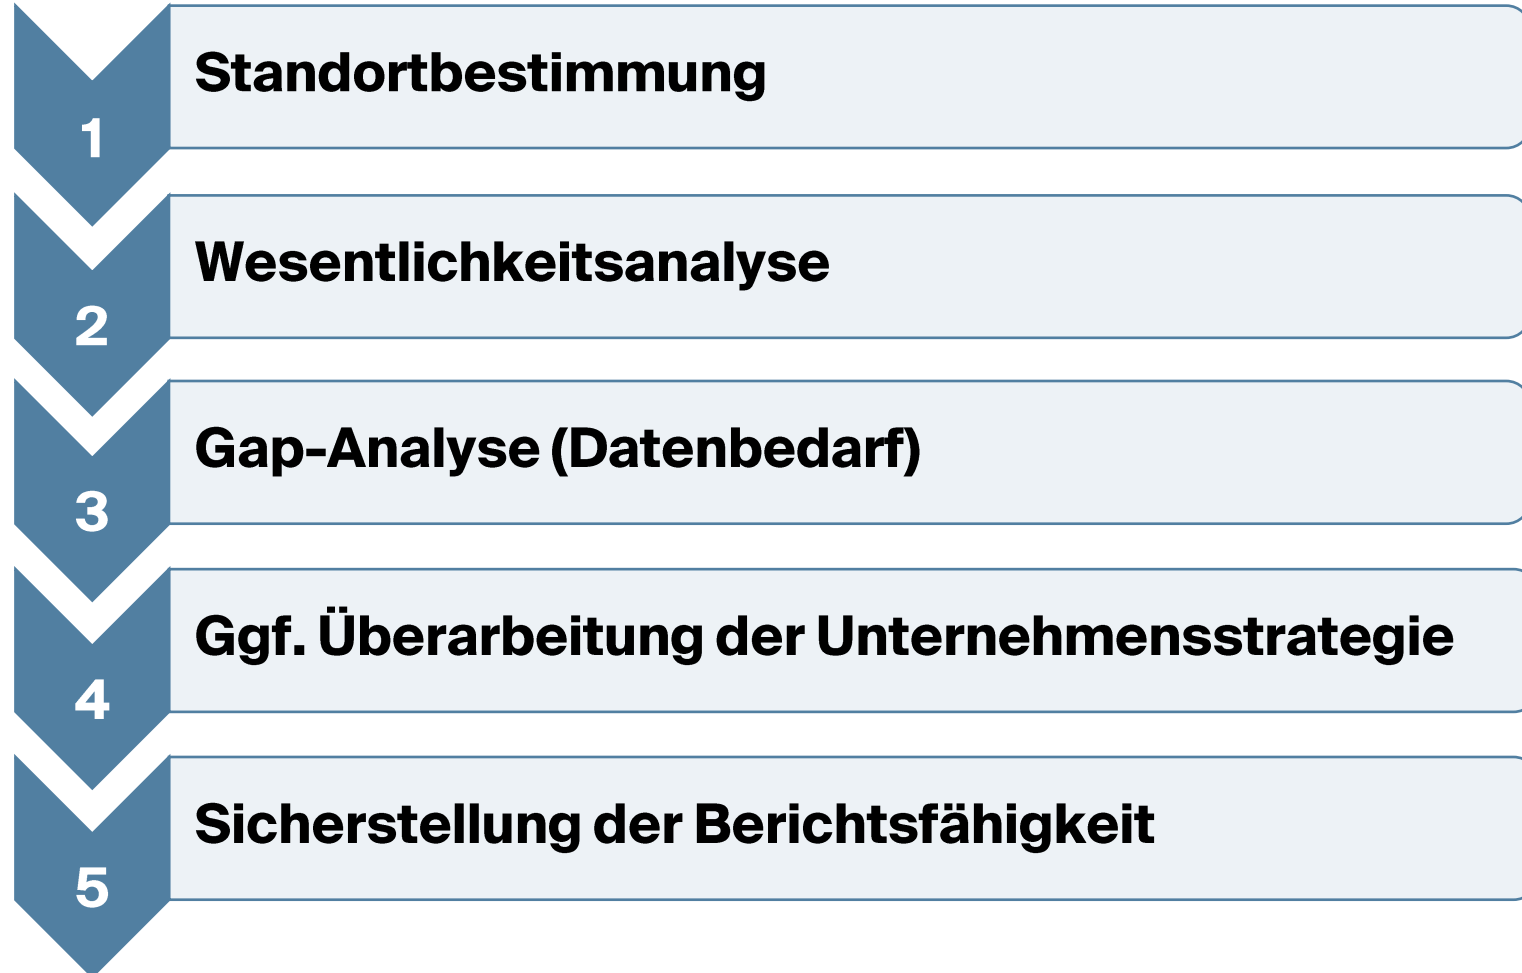 1
Standortbestimmung
2
Wesentlichkeitsanalyse
3
Gap-Analyse (Datenbedarf)
4
Ggf. Überarbeitung der Unternehmensstrategie
5
Sicherstellung der Berichtsfähigkeit